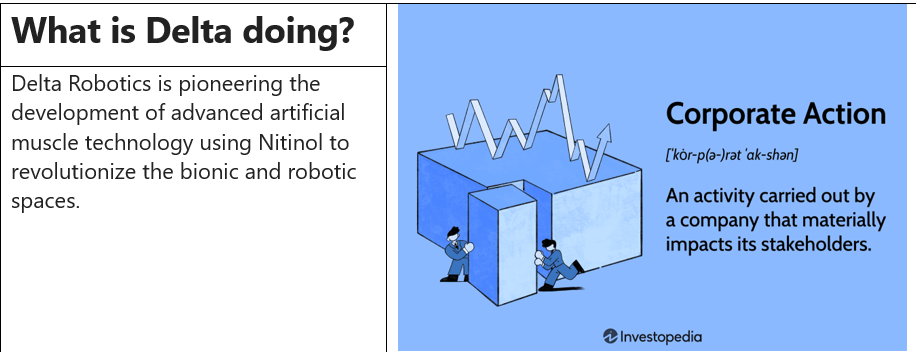 What is Delta doing?
Delta Robotics is pioneering the
development of advanced artificial
muscle technology using Nitinol to
revolutionize the bionic and robotic
spaces.
Corporate Action
['kȯr-p(ə-)rət 'ak-shən]
An activity carried out by
a company that materially
impacts its stakeholders.
Investopedia